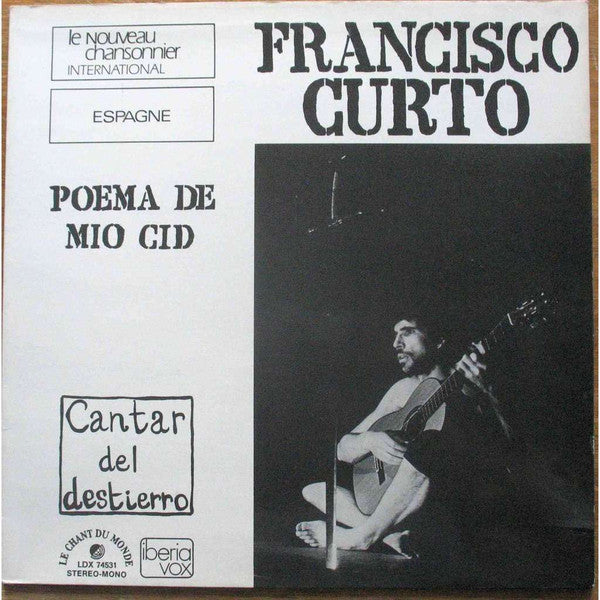 le NOUVEAU
chansonnier
INTERNATIONAL
ESPAGNE
FRANCISCO
CURTO
POEMA DE
MIO CID
Cantar
del
destierro
LE CHANT DU MONDE
LDX 74531
STEREO-MONO
iberia
VOX